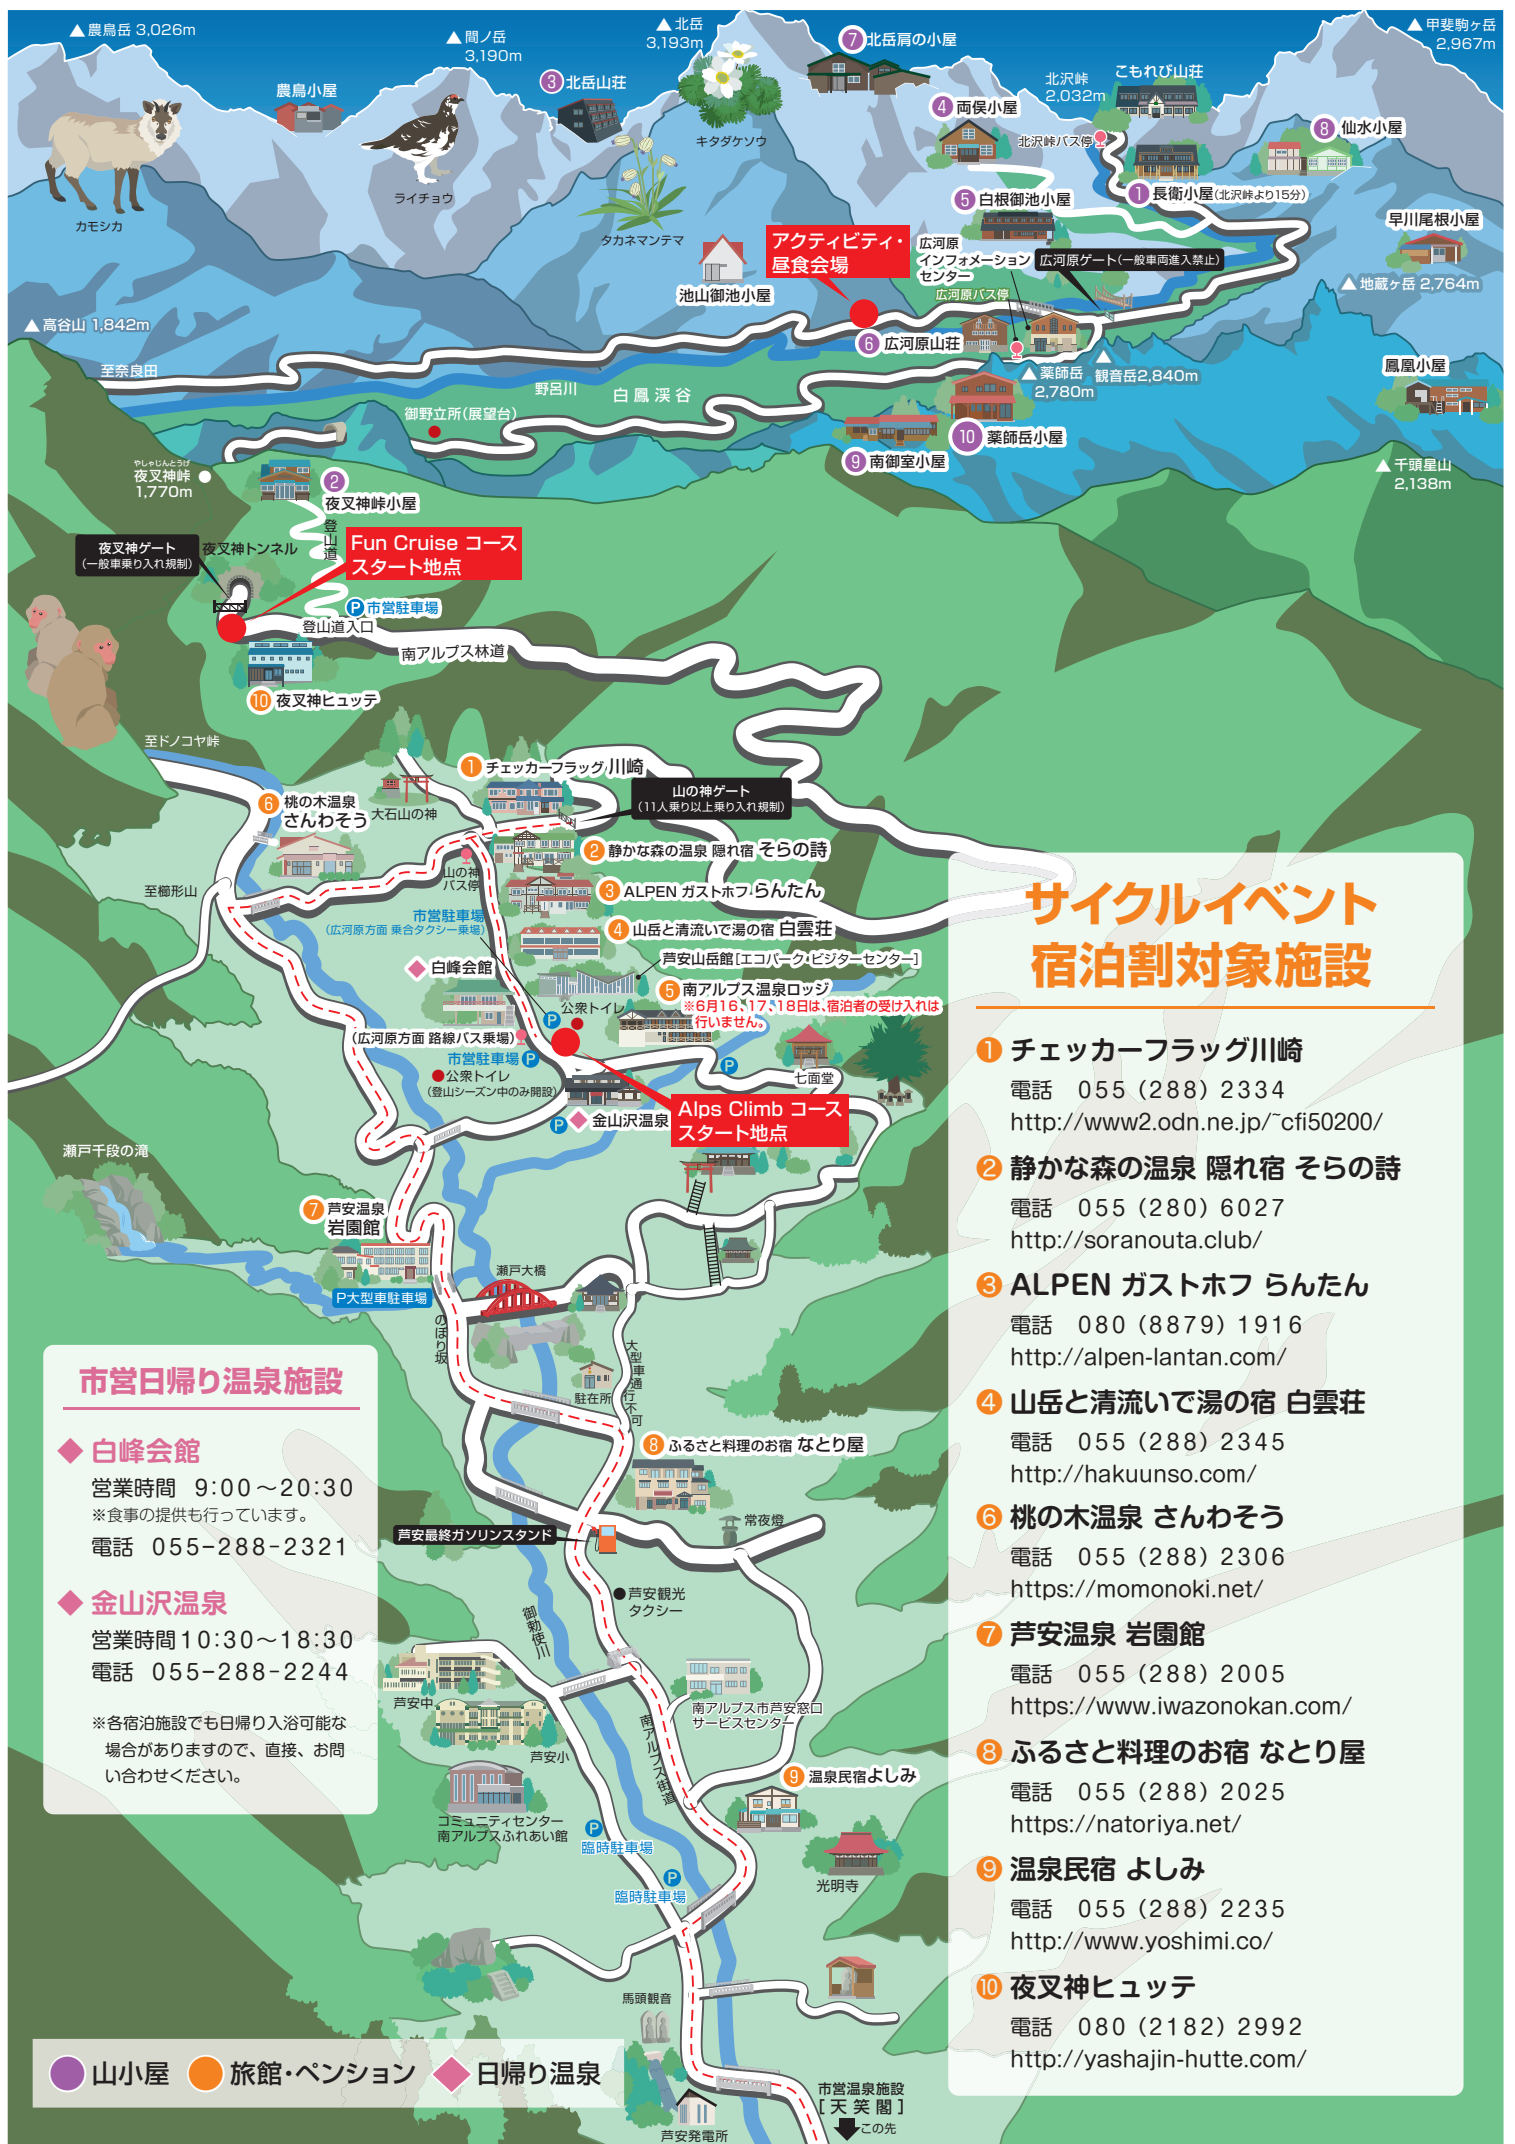 ▲農鳥岳 3,026m
▲間ノ岳
3,190m
▲北岳
3,193m
⑦北岳肩の小屋
▲甲斐駒ヶ岳
2,967m
③北岳山荘
農鳥小屋
北沢峠
2,032m
こもれび山荘
④両俣小屋
⑧仙水小屋
キタダケソウ
北沢峠バス停
ライチョウ
カモシカ
①長衛小屋(北沢峠より15分)
⑤白根御池小屋
早川尾根小屋
タカネマンテマ
アクティビティ・
昼食会場
広河原
インフォメーション
センター
広河原ゲート(一般車両進入禁止)
池山御池小屋
広河原バス停
▲地蔵ヶ岳 2,764m
▲高谷山 1,842m
⑥広河原山荘
至奈良田
野呂川
白鳳渓谷
▲薬師岳
2,780m
▲
観音岳2,840m
鳳凰小屋
御野立所(展望台)
⑩薬師岳小屋
⑨南御室小屋
やしゃじんとうげ
夜叉神峠
1,770m
▲千頭星山
2,138m
②
夜叉神峠小屋
登山道
夜叉神ゲート
(一般車乗り入れ規制)
夜叉神トンネル
Fun Cruise コース
スタート地点
P市営駐車場
登山道入口
南アルプス林道
⑩夜叉神ヒュッテ
至ドノコヤ峠
①チェッカーフラッグ川崎
山の神ゲート
(11人乗り以上乗り入れ規制)
⑥桃の木温泉
さんわそう
大石山の神
②静かな森の温泉 隠れ宿 そらの詩
山の神
バス停
至櫛形山
③ALPEN ガストホフ らんたん
市営駐車場
(広河原方面 乗合タクシー乗場)
④山岳と清流いで湯の宿 白雲荘
芦安山岳館[エコパーク・ビジターセンター]
◆白峰会館
⑤南アルプス温泉ロッジ
※6月16、17、18日は、宿泊者の受け入れは
行いません。
公衆トイレ
P
(広河原方面 路線バス乗場)
市営駐車場P
●公衆トイレ
(登山シーズン中のみ開設)
P
七面堂
P◆金山沢温泉
Alps Climb コース
スタート地点
瀬戸千段の滝
⑦芦安温泉
岩園館
P大型車駐車場
瀬戸大橋
のぼり坂
大型車通行不可
駐在所
⑧ふるさと料理のお宿 なとり屋
芦安最終ガソリンスタンド
常夜燈
●芦安観光
タクシー
御勅使川
芦安中
芦安小
南アルプス市芦安窓口
サービスセンター
南アルプス街道
⑨温泉民宿よしみ
コミュニティセンター
南アルプスふれあい館
P
臨時駐車場
P
臨時駐車場
光明寺
馬頭観音
芦安発電所
市営温泉施設
[天笑閣]
この先
市営日帰り温泉施設
◆白峰会館
営業時間 9:00〜20:30
※食事の提供も行っています。
電話 055-288-2321
◆金山沢温泉
営業時間10:30〜18:30
電話 055-288-2244
※各宿泊施設でも日帰り入浴可能な
場合がありますので、直接、お問
い合わせください。
山小屋 旅館・ペンション 日帰り温泉
サイクルイベント
宿泊割対象施設
①チェッカーフラッグ川崎
電話 055(288)2334
http://www2.odn.ne.jp/~cfi50200/
②静かな森の温泉 隠れ宿 そらの詩
電話 055(280)6027
http://soranouta.club/
③ALPEN ガストホフ らんたん
電話 080(8879)1916
http://alpen-lantan.com/
④山岳と清流いで湯の宿 白雲荘
電話 055(288)2345
http://hakuunso.com/
⑥桃の木温泉 さんわそう
電話 055(288)2306
https://momonoki.net/
⑦芦安温泉 岩園館
電話 055(288)2005
https://www.iwazonokan.com/
⑧ふるさと料理のお宿 なとり屋
電話 055(288)2025
https://natoriya.net/
⑨温泉民宿 よしみ
電話 055(288)2235
http://www.yoshimi.co/
⑩夜叉神ヒュッテ
電話 080(2182)2992
http://yashajin-hutte.com/